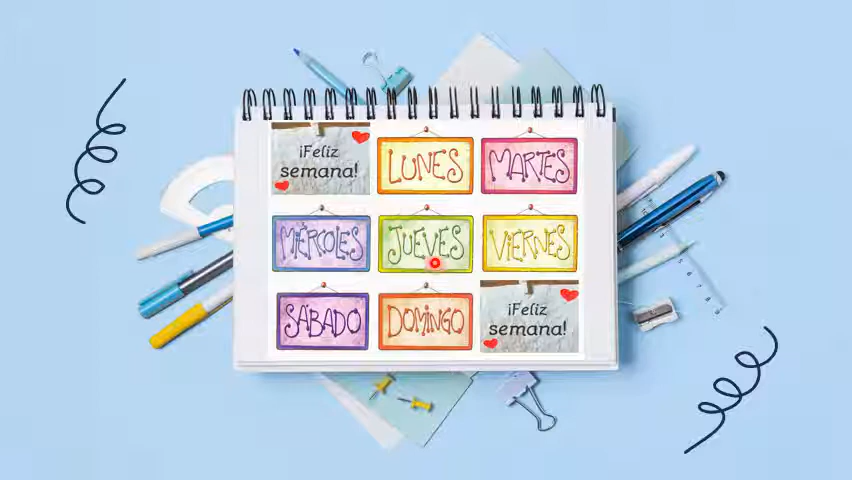 ¡Feliz
semana!
LUNES
MARTES
MIÉRCOLES
JUEVES
VIERNES
SÁBADO
DOMINGO
¡Feliz
semana!